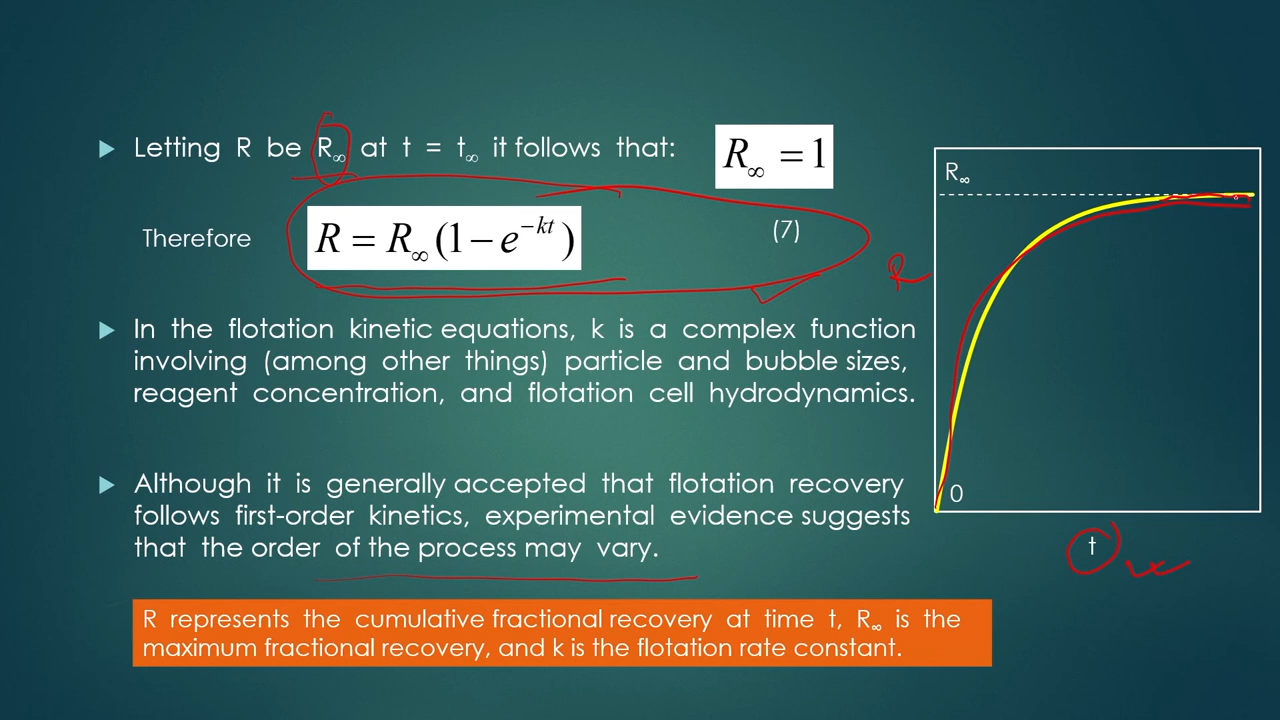 Letting R be R∞ at t = t∞ it follows that:
R∞ = 1
Therefore
R = R∞(1 − e^−kt)
(7)
In the flotation kinetic equations, k is a complex function
involving (among other things) particle and bubble sizes,
reagent concentration, and flotation cell hydrodynamics.
Although it is generally accepted that flotation recovery
follows first-order kinetics, experimental evidence suggests
that the order of the process may vary.
R represents the cumulative fractional recovery at time t, R∞ is the
maximum fractional recovery, and k is the flotation rate constant.
R∞
R
0
t